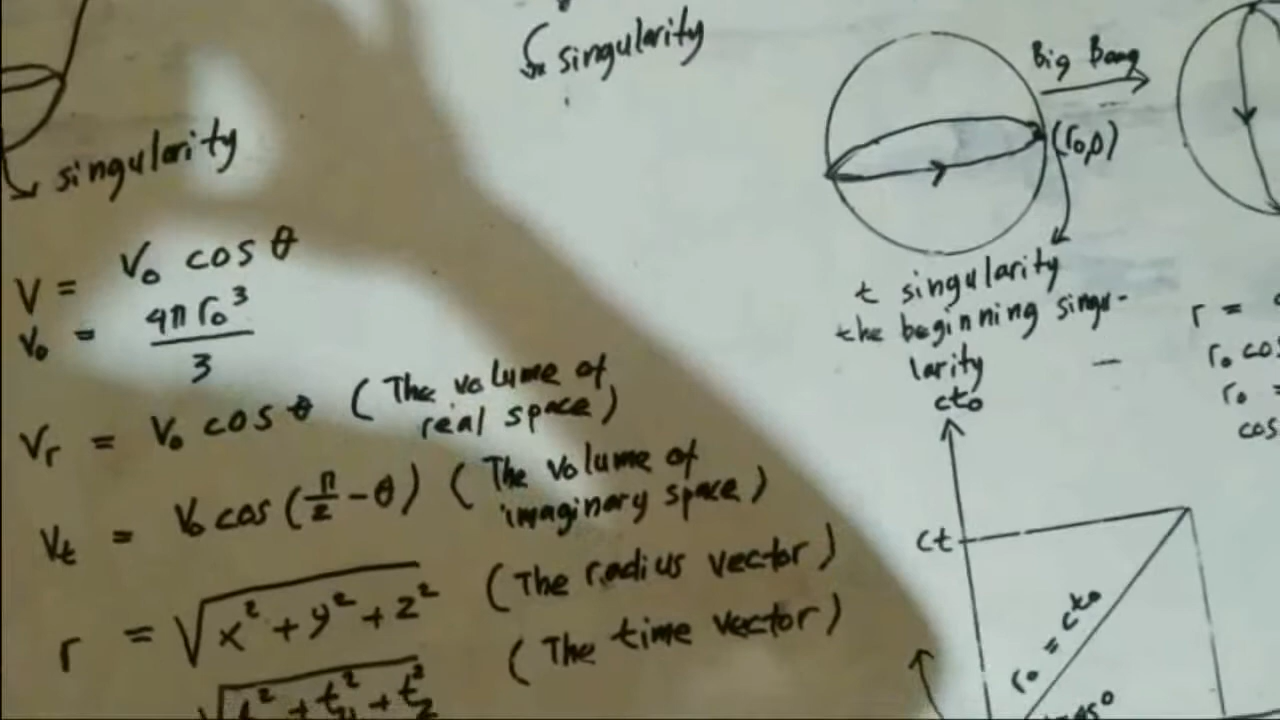 singularity
singularity
V = V₀ cos θ
V₀ = 4π r₀³ / 3
Vr = V₀ cos θ (The volume of
real space)
Vt = V₀ cos (π/2 - θ) (The volume of
imaginary space)
r = √x² + y² + z² (The radius vector)
(The time vector)
Big Bang
t singularity
the beginning singu-
larity
ct₀
ct
r₀ = ct₀
r =
r₀ cos
r₀ =
cos